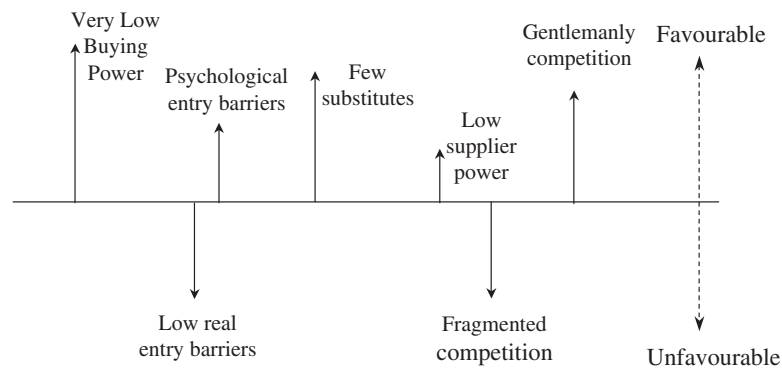 Very Low
Buying
Power
Psychological
entry barriers
Few
substitutes
Low
supplier
power
Gentlemanly
competition
Favourable
Low real
entry barriers
Fragmented
competition
Unfavourable